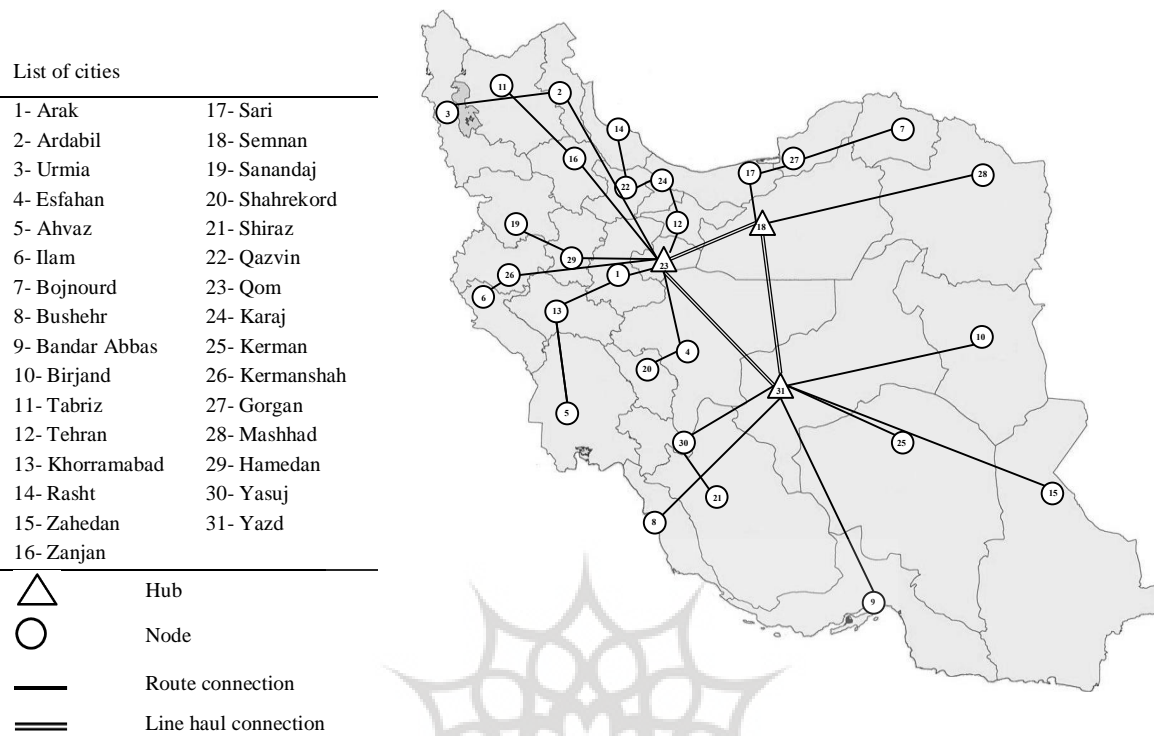 List of cities
1- Arak 17- Sari
2- Ardabil 18- Semnan
3- Urmia 19- Sanandaj
4- Esfahan 20- Shahrekord
5- Ahvaz 21- Shiraz
6- Ilam 22- Qazvin
7- Bojnourd 23- Qom
8- Bushehr 24- Karaj
9- Bandar Abbas 25- Kerman
10- Birjand 26- Kermanshah
11- Tabriz 27- Gorgan
12- Tehran 28- Mashhad
13- Khorramabad 29- Hamedan
14- Rasht 30- Yasuj
15- Zahedan 31- Yazd
16- Zanjan
Hub
Node
Route connection
Line haul connection
11
2
3
14
7
27
16
17
28
22
24
19
12
18
29
23
26
1
6
13
10
4
20
31
5
30
25
21
15
8
9